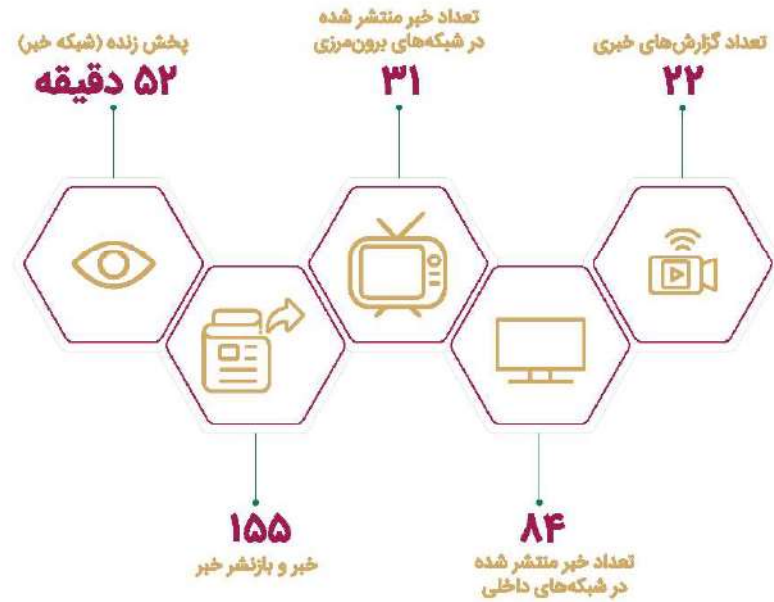 تعداد گزارش‌های خبری
۲۲
تعداد خبر منتشر شده
در شبکه‌های برون‌مرزی
۳۱
پخش زنده (شبکه خبر)
۵۲ دقیقه
۸۴
تعداد خبر منتشر شده
در شبکه‌های داخلی
۱۵۵
خبر و بازنشر خبر